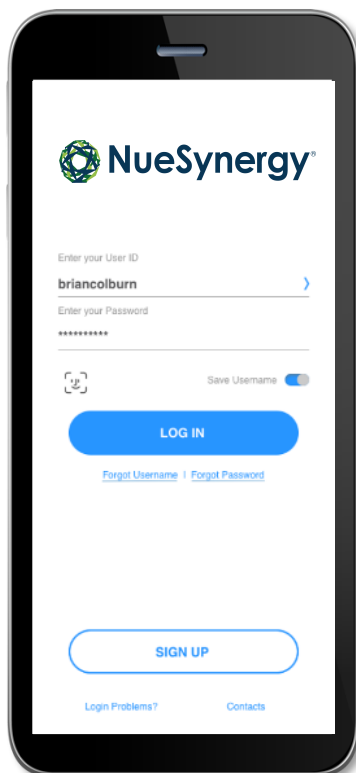 NueSynergy®
Enter your User ID
briancolburn
Enter your Password
**********
Save Username
LOG IN
Forgot Username | Forgot Password
SIGN UP
Login Problems? Contacts